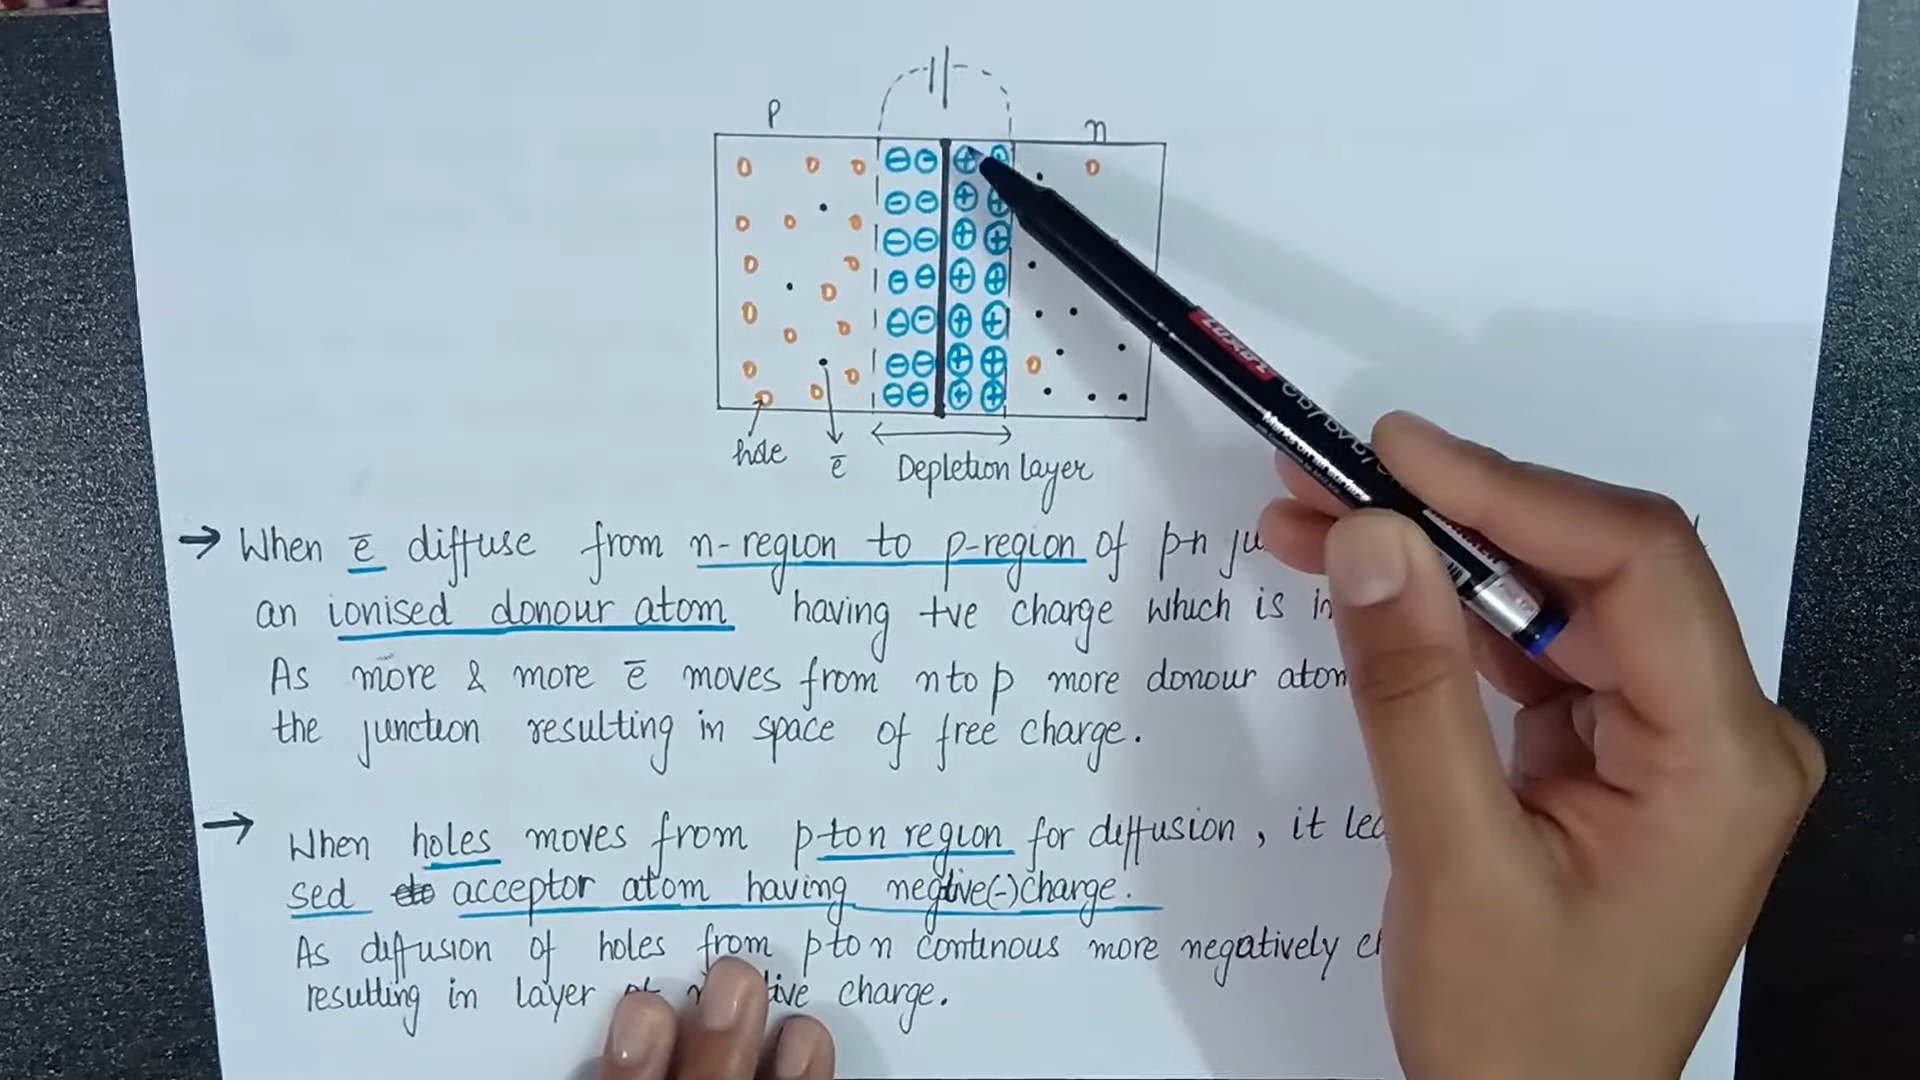 p
n
hole
e̅
Depletion layer
→ When e̅ diffuse from n-region to p-region of p-n
an ionised donour atom having +ve charge which is
As more & more e̅ moves from n to p more donour atom
the junction resulting in space of free charge.
→ When holes moves from p to n region for diffusion, it
sed acceptor atom having negtive(-)charge.
As diffusion of holes from p to n continous more negatively
resulting in layer charge.
LUXOR